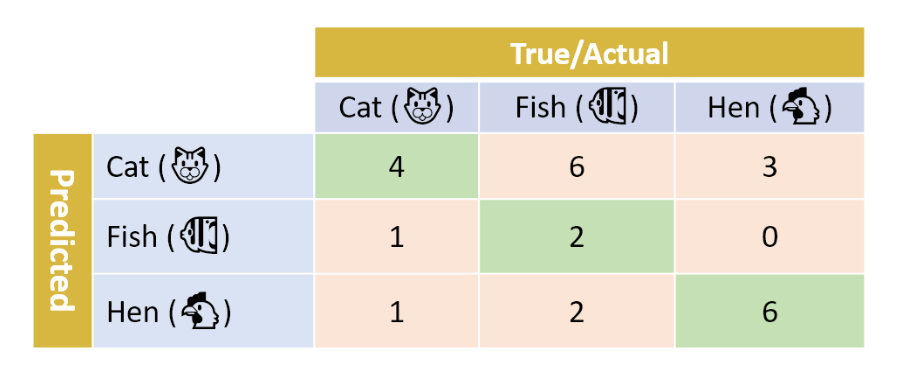 True/Actual
Cat ( ) Fish ( ) Hen ( )
Predicted
Cat ( ) 4 6 3
Fish ( ) 1 2 0
Hen ( ) 1 2 6